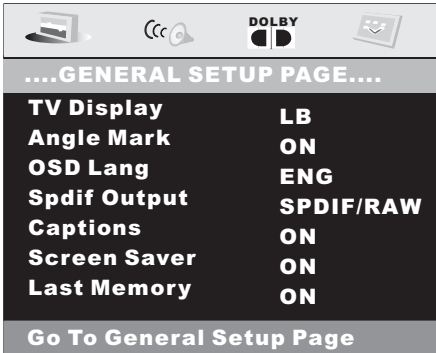 DOLBY
....GENERAL SETUP PAGE....
TV Display LB
Angle Mark ON
OSD Lang ENG
Spdif Output SPDIF/RAW
Captions ON
Screen Saver ON
Last Memory ON
Go To General Setup Page